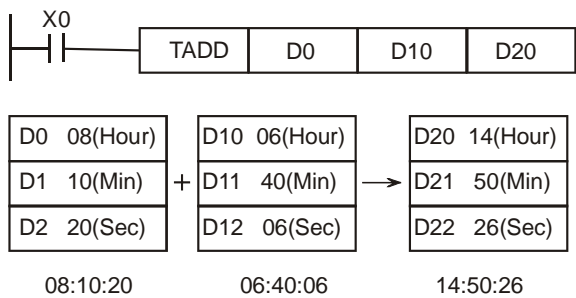 X0
TADD D0 D10 D20
D0 08(Hour) D10 06(Hour) D20 14(Hour)
D1 10(Min) + D11 40(Min) → D21 50(Min)
D2 20(Sec) D12 06(Sec) D22 26(Sec)
08:10:20 06:40:06 14:50:26